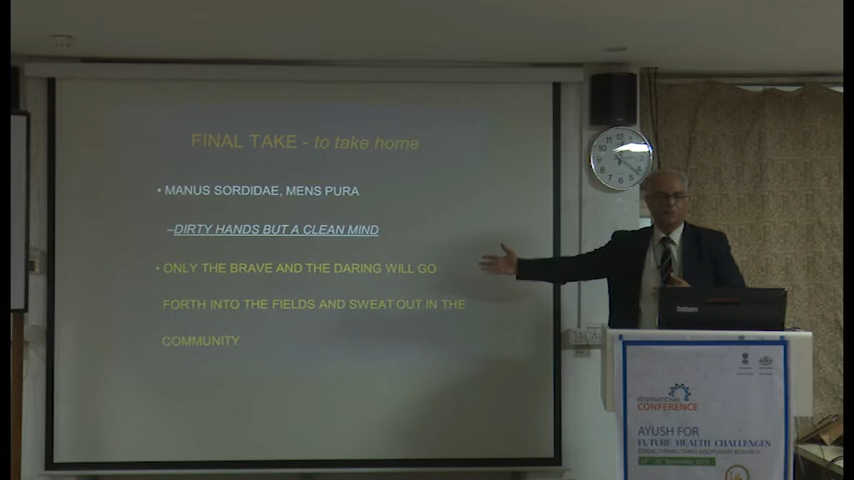 FINAL TAKE - to take home
• MANUS SORDIDAE, MENS PURA
–DIRTY HANDS BUT A CLEAN MIND
• ONLY THE BRAVE AND THE DARING WILL GO
FORTH INTO THE FIELDS AND SWEAT OUT IN THE
COMMUNITY
INTERNATIONAL
CONFERENCE
AYUSH FOR
FUTURE HEALTH CHALLENGES